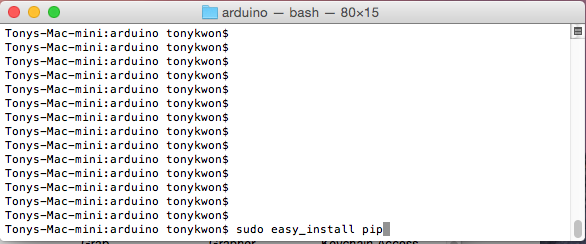 arduino — bash — 80×15
Tonys-Mac-mini:arduino tonykwon$
Tonys-Mac-mini:arduino tonykwon$
Tonys-Mac-mini:arduino tonykwon$
Tonys-Mac-mini:arduino tonykwon$
Tonys-Mac-mini:arduino tonykwon$
Tonys-Mac-mini:arduino tonykwon$
Tonys-Mac-mini:arduino tonykwon$
Tonys-Mac-mini:arduino tonykwon$
Tonys-Mac-mini:arduino tonykwon$
Tonys-Mac-mini:arduino tonykwon$
Tonys-Mac-mini:arduino tonykwon$
Tonys-Mac-mini:arduino tonykwon$
Tonys-Mac-mini:arduino tonykwon$
Tonys-Mac-mini:arduino tonykwon$
Tonys-Mac-mini:arduino tonykwon$ sudo easy_install pip
Grab Grapher Keychain Access